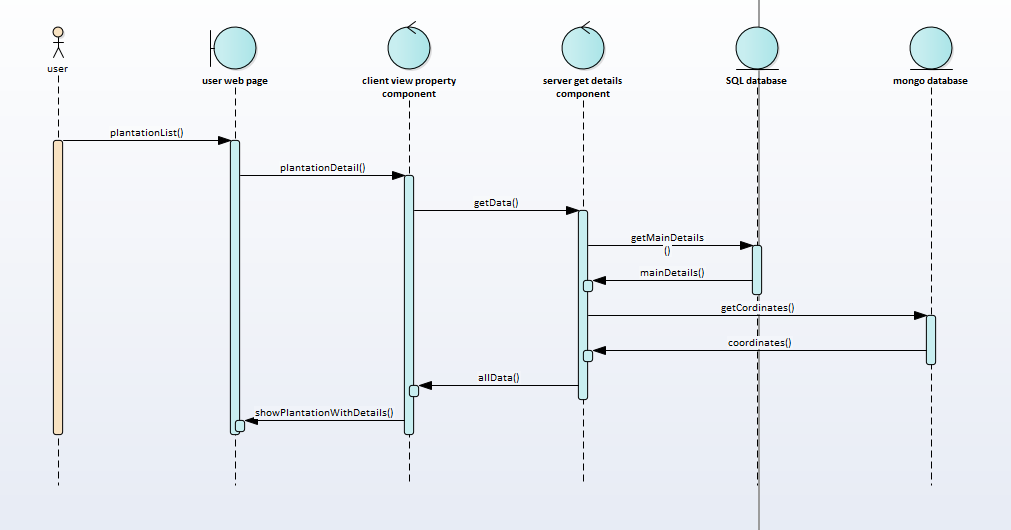 user
user web page
client view property
component
server get details
component
SQL database
mongo database
plantationList()
plantationDetail()
getData()
getMainDetails
()
mainDetails()
getCordinates()
coordinates()
allData()
showPlantationWithDetails()